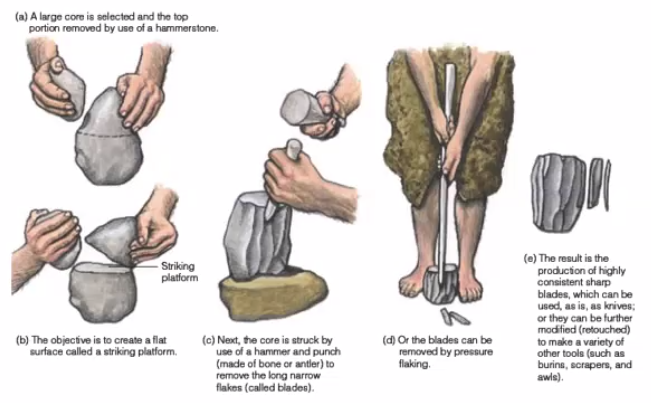 (a) A large core is selected and the top
portion removed by use of a hammerstone.
Striking
platform
(b) The objective is to create a flat
surface called a striking platform.
(c) Next, the core is struck by
use of a hammer and punch
(made of bone or antler) to
remove the long narrow
flakes (called blades).
(d) Or the blades can be
removed by pressure
flaking.
(e) The result is the
production of highly
consistent sharp
blades, which can be
used, as is, as knives;
or they can be further
modified (retouched)
to make a variety of
other tools (such as
burins, scrapers, and
awls).